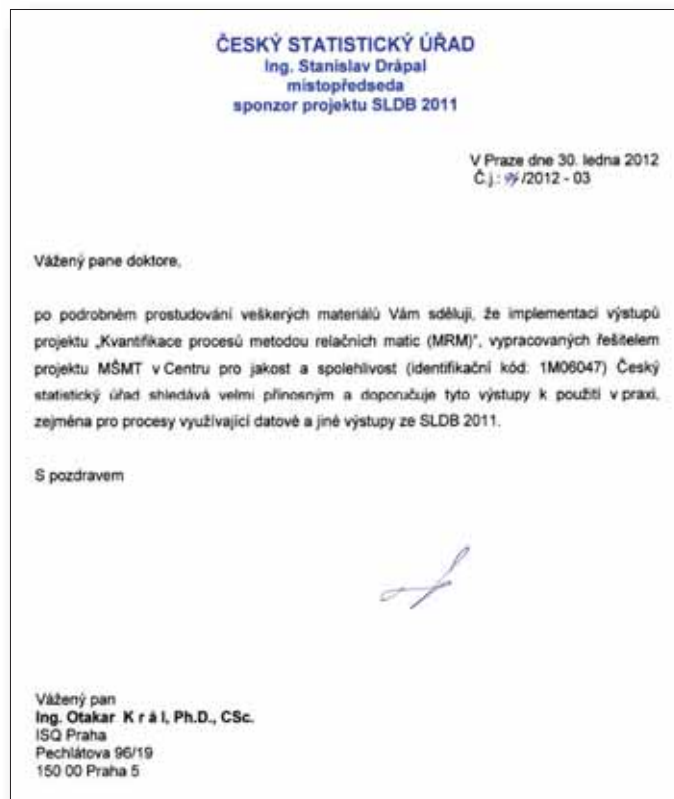 ČESKÝ STATISTICKÝ ÚŘAD
Ing. Stanislav Drápal
místopředseda
sponzor projektu SLDB 2011
V Praze dne 30. ledna 2012
Č.j.: /2012 - 03
Vážený pane doktore,
po podrobném prostudování veškerých materiálů Vám sděluji, že implementaci výstupů
projektu „Kvantifikace procesů metodou relačních matic (MRM)“, vypracovaných řešitelem
projektu MŠMT v Centru pro jakost a spolehlivost (identifikační kód: 1M06047) Český
statistický úřad shledává velmi přínosným a doporučuje tyto výstupy k použití v praxi,
zejména pro procesy využívající datové a jiné výstupy ze SLDB 2011.
S pozdravem
Vážený pan
Ing. Otakar K r á l, Ph.D., CSc.
ISQ Praha
Pechlátova 96/19
150 00 Praha 5